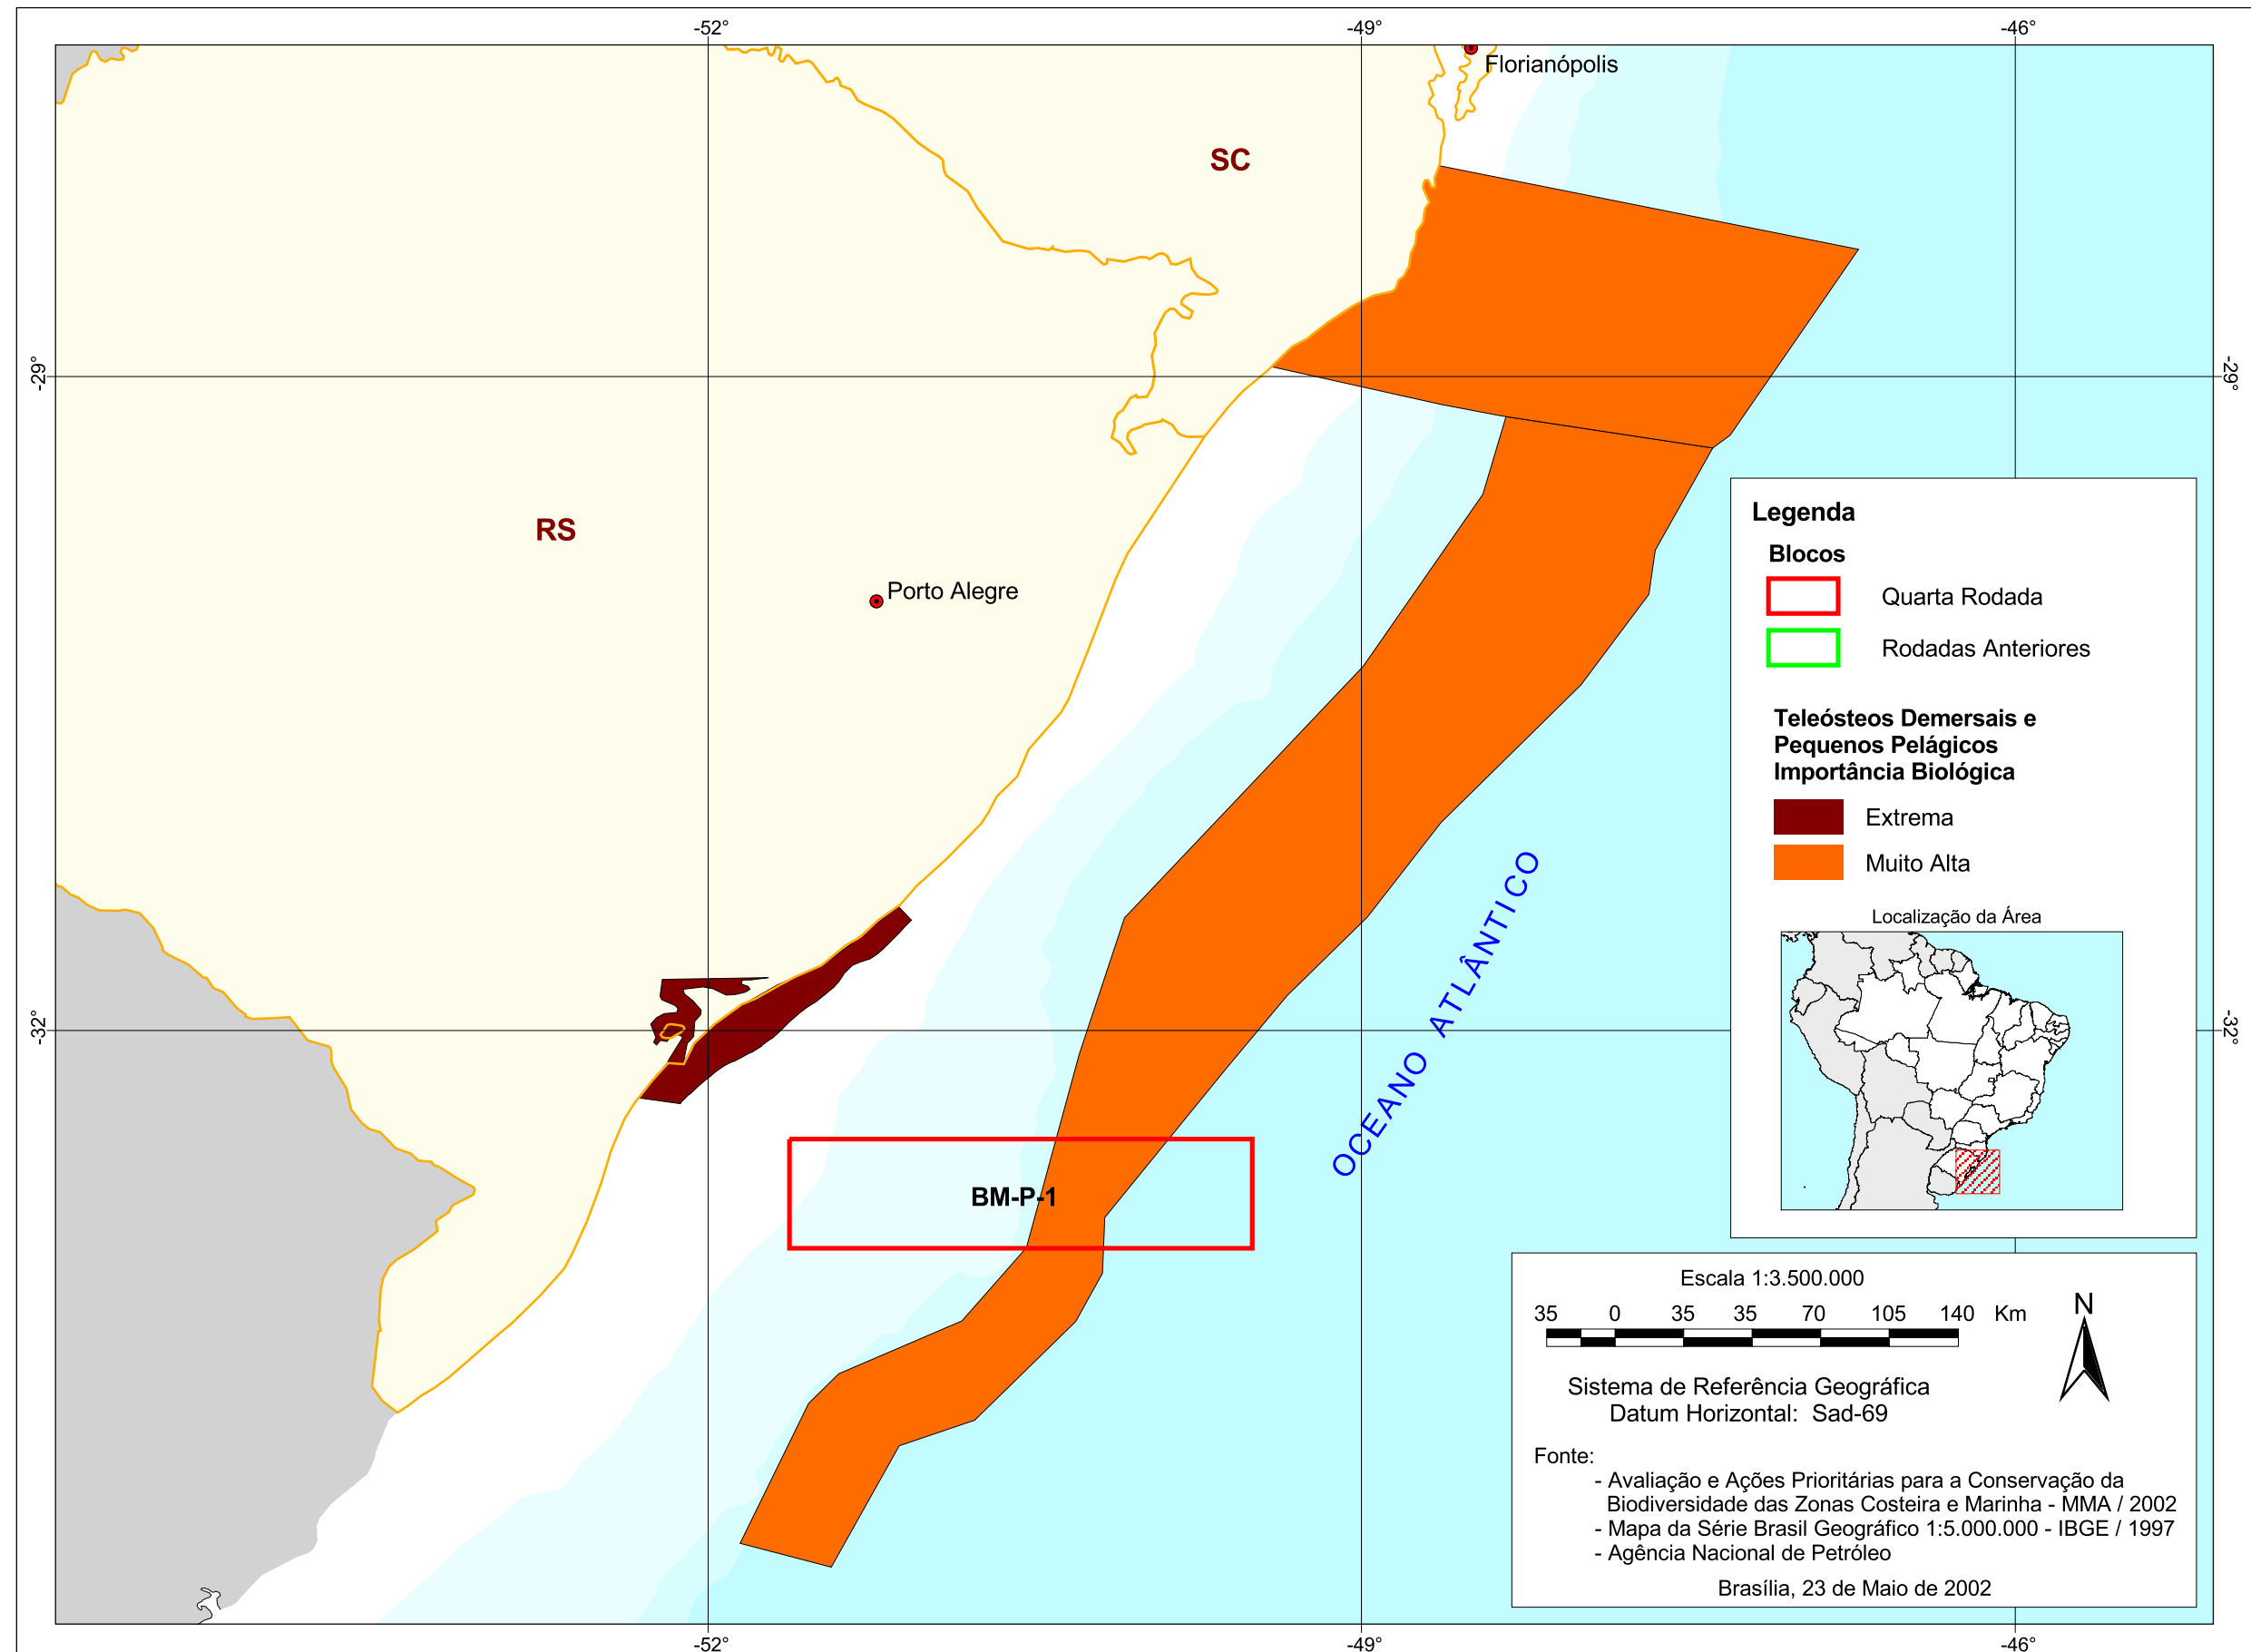 -52°
-49°
-46°
Florianópolis
SC
-29°
-29°
RS
Porto Alegre
Legenda
Blocos
Quarta Rodada
Rodadas Anteriores
Teleósteos Demersais e
Pequenos Pelágicos
Importância Biológica
Extrema
Muito Alta
Localização da Área
OCEANO ATLÂNTICO
-32°
-32°
BM-P-1
Escala 1:3.500.000
35 0 35 35 70 105 140 Km
N
Sistema de Referência Geográfica
Datum Horizontal: Sad-69
Fonte:
- Avaliação e Ações Prioritárias para a Conservação da
Biodiversidade das Zonas Costeira e Marinha - MMA / 2002
- Mapa da Série Brasil Geográfico 1:5.000.000 - IBGE / 1997
- Agência Nacional de Petróleo
Brasília, 23 de Maio de 2002
-52°
-49°
-46°